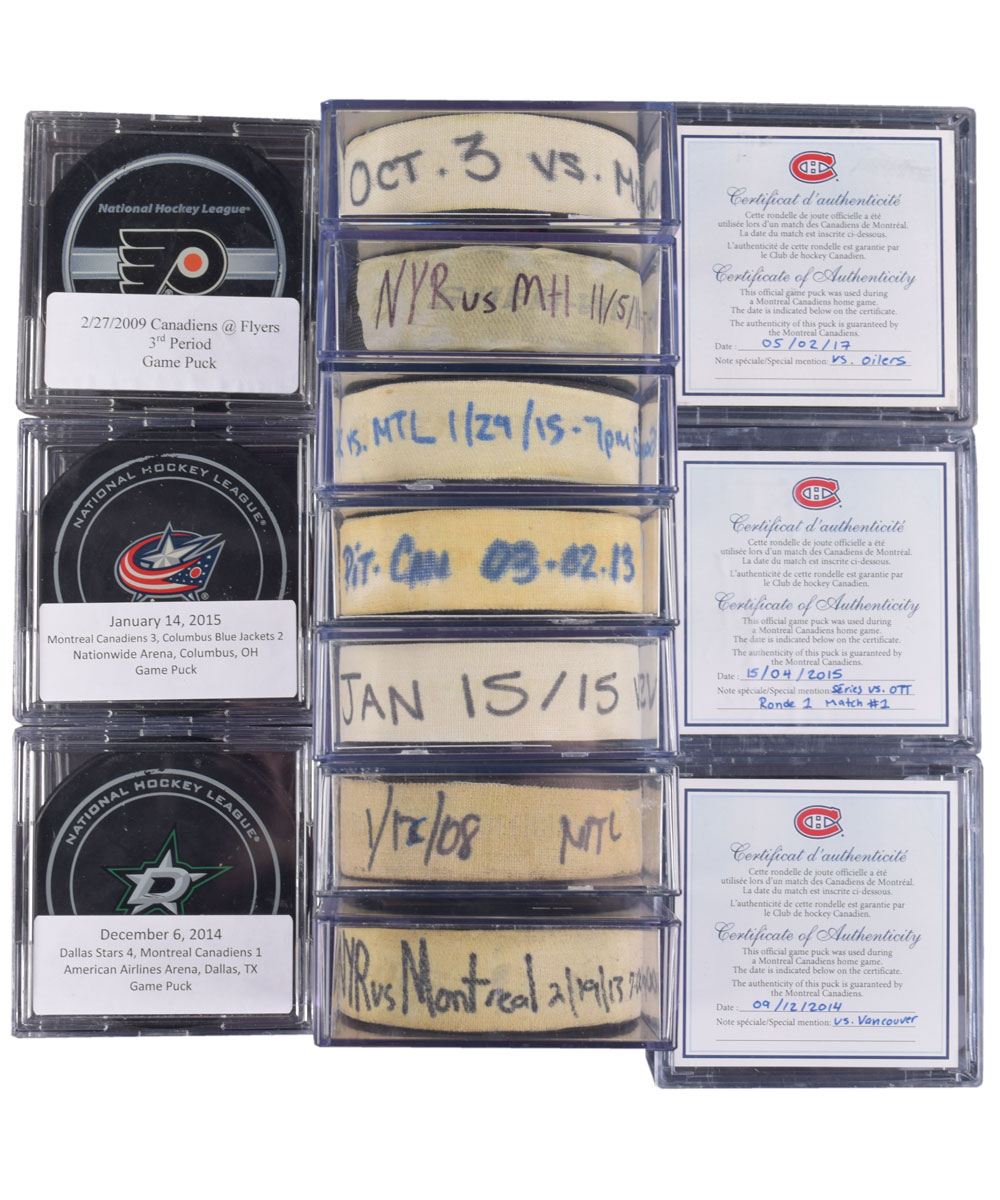 National Hockey League®
2/27/2009 Canadiens @ Flyers
3rd Period
Game Puck
NATIONAL HOCKEY LEAGUE®
January 14, 2015
Montreal Canadiens 3, Columbus Blue Jackets 2
Nationwide Arena, Columbus, OH
Game Puck
NATIONAL HOCKEY LEAGUE®
D
December 6, 2014
Dallas Stars 4, Montreal Canadiens 1
American Airlines Arena, Dallas, TX
Game Puck
OCT. 3 VS.
NYR vs MTL 11/5/
vs. MTL 1/29/15 - 7pm
Pit- 03-02.13
JAN 15/15
MTL
NYR vs Montreal 2/19/13
Certificat d'authenticité
Cette rondelle de joute officielle a été
utilisée lors d'un match des Canadiens de Montréal.
La date du match est inscrite ci-dessous.
L'authenticité de cette rondelle est garantie par
le Club de hockey Canadien.
Certificate of Authenticity
This official game puck was used during
a Montreal Canadiens home game.
The date is indicated below on the certificate.
The authenticity of this puck is guaranteed by
the Montreal Canadiens.
Date : 05/02/17
Note spéciale/Special mention: vs. Oilers
Certificat d'authenticité
Cette rondelle de joute officielle a été
utilisée lors d'un match des Canadiens de Montréal.
La date du match est inscrite ci-dessous.
L'authenticité de cette rondelle est garantie par
le Club de hockey Canadien.
Certificate of Authenticity
This official game puck was used during
a Montreal Canadiens home game.
The date is indicated below on the certificate.
The authenticity of this puck is guaranteed by
the Montreal Canadiens.
Date : 15/04/2015
Note spéciale/Special mention: Séries vs. OTT
Ronde 1 Match #1
Certificat d'authenticité
Cette rondelle de joute officielle a été
utilisée lors d'un match des Canadiens de Montréal.
La date du match est inscrite ci-dessous.
L'authenticité de cette rondelle est garantie par
le Club de hockey Canadien.
Certificate of Authenticity
This official game puck was used during
a Montreal Canadiens home game.
The date is indicated below on the certificate.
The authenticity of this puck is guaranteed by
the Montreal Canadiens.
Date : 09/12/2014
Note spéciale/Special mention: vs. Vancouver